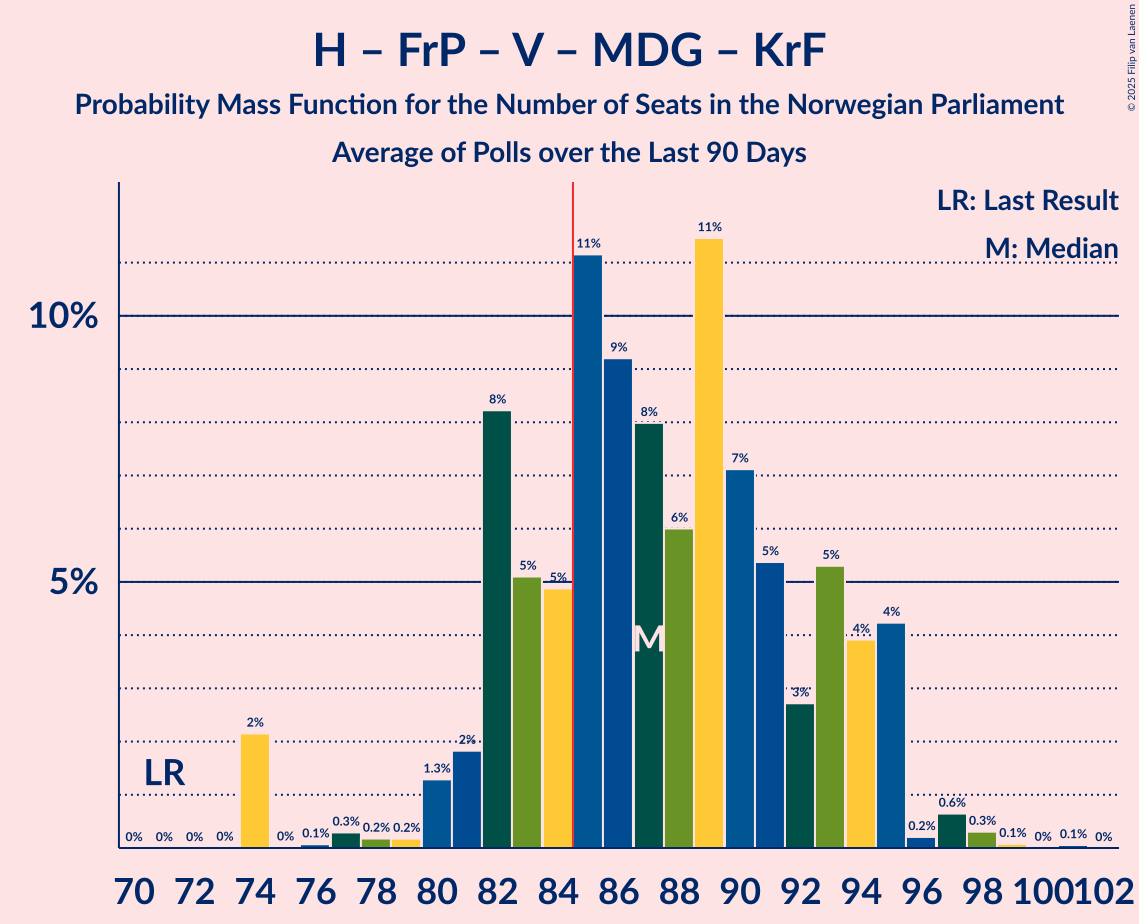 H – FrP – V – MDG – KrF
Probability Mass Function for the Number of Seats in the Norwegian Parliament
Average of Polls over the Last 90 Days
© 2025 Filip van Laenen
LR: Last Result
M: Median
10%
5%
0% 0% 0% 0% 2% 0% 0.1% 0.3% 0.2% 0.2% 1.3% 2% 8% 5% 5% 11% 9% 8% 6% 11% 7% 5% 3% 5% 4% 4% 0.2% 0.6% 0.3% 0.1% 0% 0.1% 0%
LR
M
70 72 74 76 78 80 82 84 86 88 90 92 94 96 98 100 102